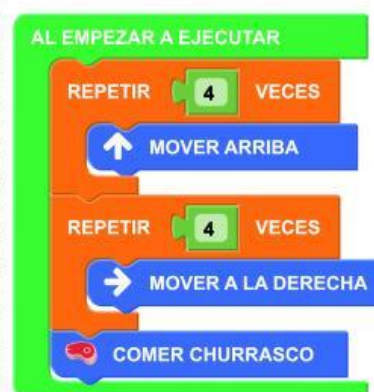 AL EMPEZAR A EJECUTAR
REPETIR 4 VECES
MOVER ARRIBA
REPETIR 4 VECES
MOVER A LA DERECHA
COMER CHURRASCO